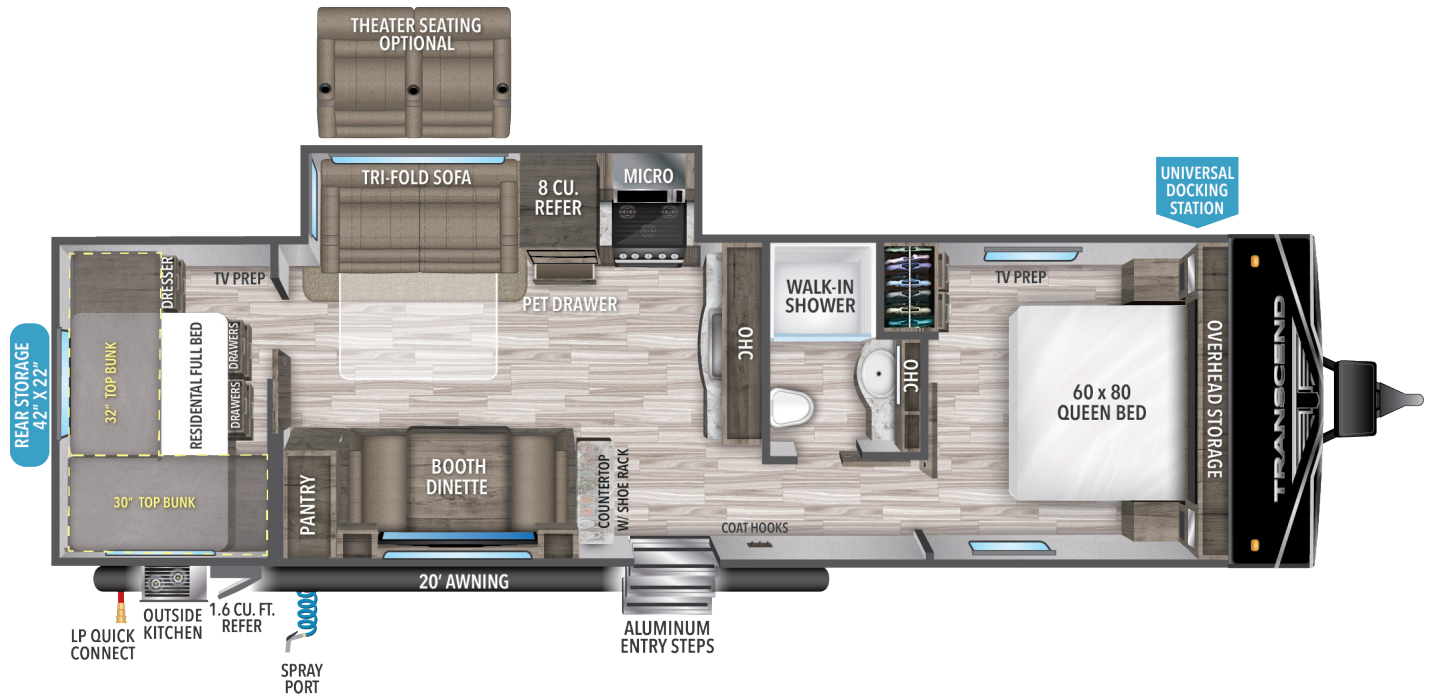 THEATER SEATING
OPTIONAL
TRI-FOLD SOFA
8 CU.
REFER
MICRO
UNIVERSAL
DOCKING
STATION
DRESSER
TV PREP
PET DRAWER
WALK-IN
SHOWER
TV PREP
REAR STORAGE
42" X 22"
32" TOP BUNK
RESIDENTAL FULL BED
DRAWERS
DRAWERS
OHC
OHC
60 x 80
QUEEN BED
OVERHEAD STORAGE
TRANSCEND
30" TOP BUNK
PANTRY
BOOTH
DINETTE
COUNTERTOP
W/ SHOE RACK
COAT HOOKS
20' AWNING
LP QUICK
CONNECT
OUTSIDE
KITCHEN
1.6 CU. FT.
REFER
SPRAY
PORT
ALUMINUM
ENTRY STEPS